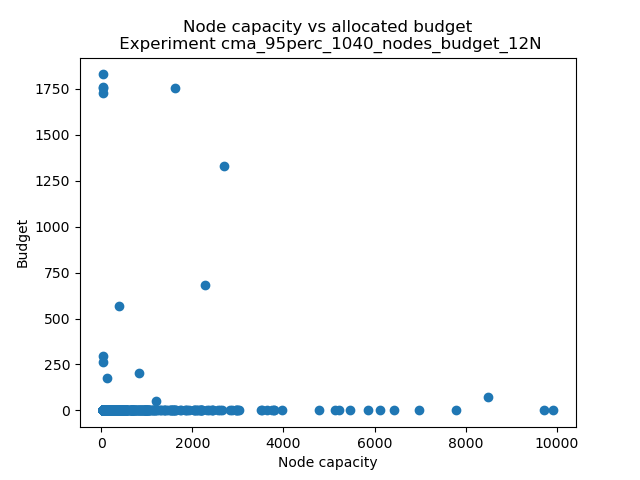 Node capacity vs allocated budget
Experiment cma_95perc_1040_nodes_budget_12N
1750
1500
1250
1000
750
500
250
0
Budget
0 2000 4000 6000 8000 10000
Node capacity